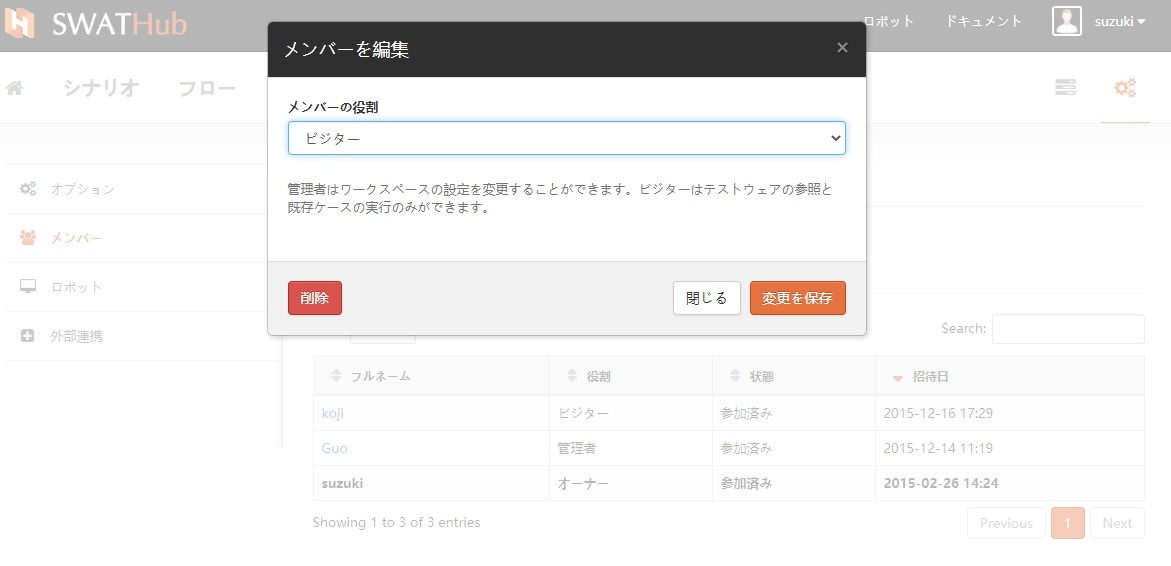 SWATHub
ロボット
ドキュメント
suzuki
シナリオ
フロー
オプション
メンバー
ロボット
外部連携
メンバーを編集
×
メンバーの役割
ビジター
管理者はワークスペースの設定を変更することができます。ビジターはテストウェアの参照と
既存ケースの実行のみができます。
削除
閉じる
変更を保存
Search:
フルネーム 役割 状態 招待日
koji ビジター 参加済み 2015-12-16 17:29
Guo 管理者 参加済み 2015-12-14 11:19
suzuki オーナー 参加済み 2015-02-26 14:24
Showing 1 to 3 of 3 entries
Previous 1 Next